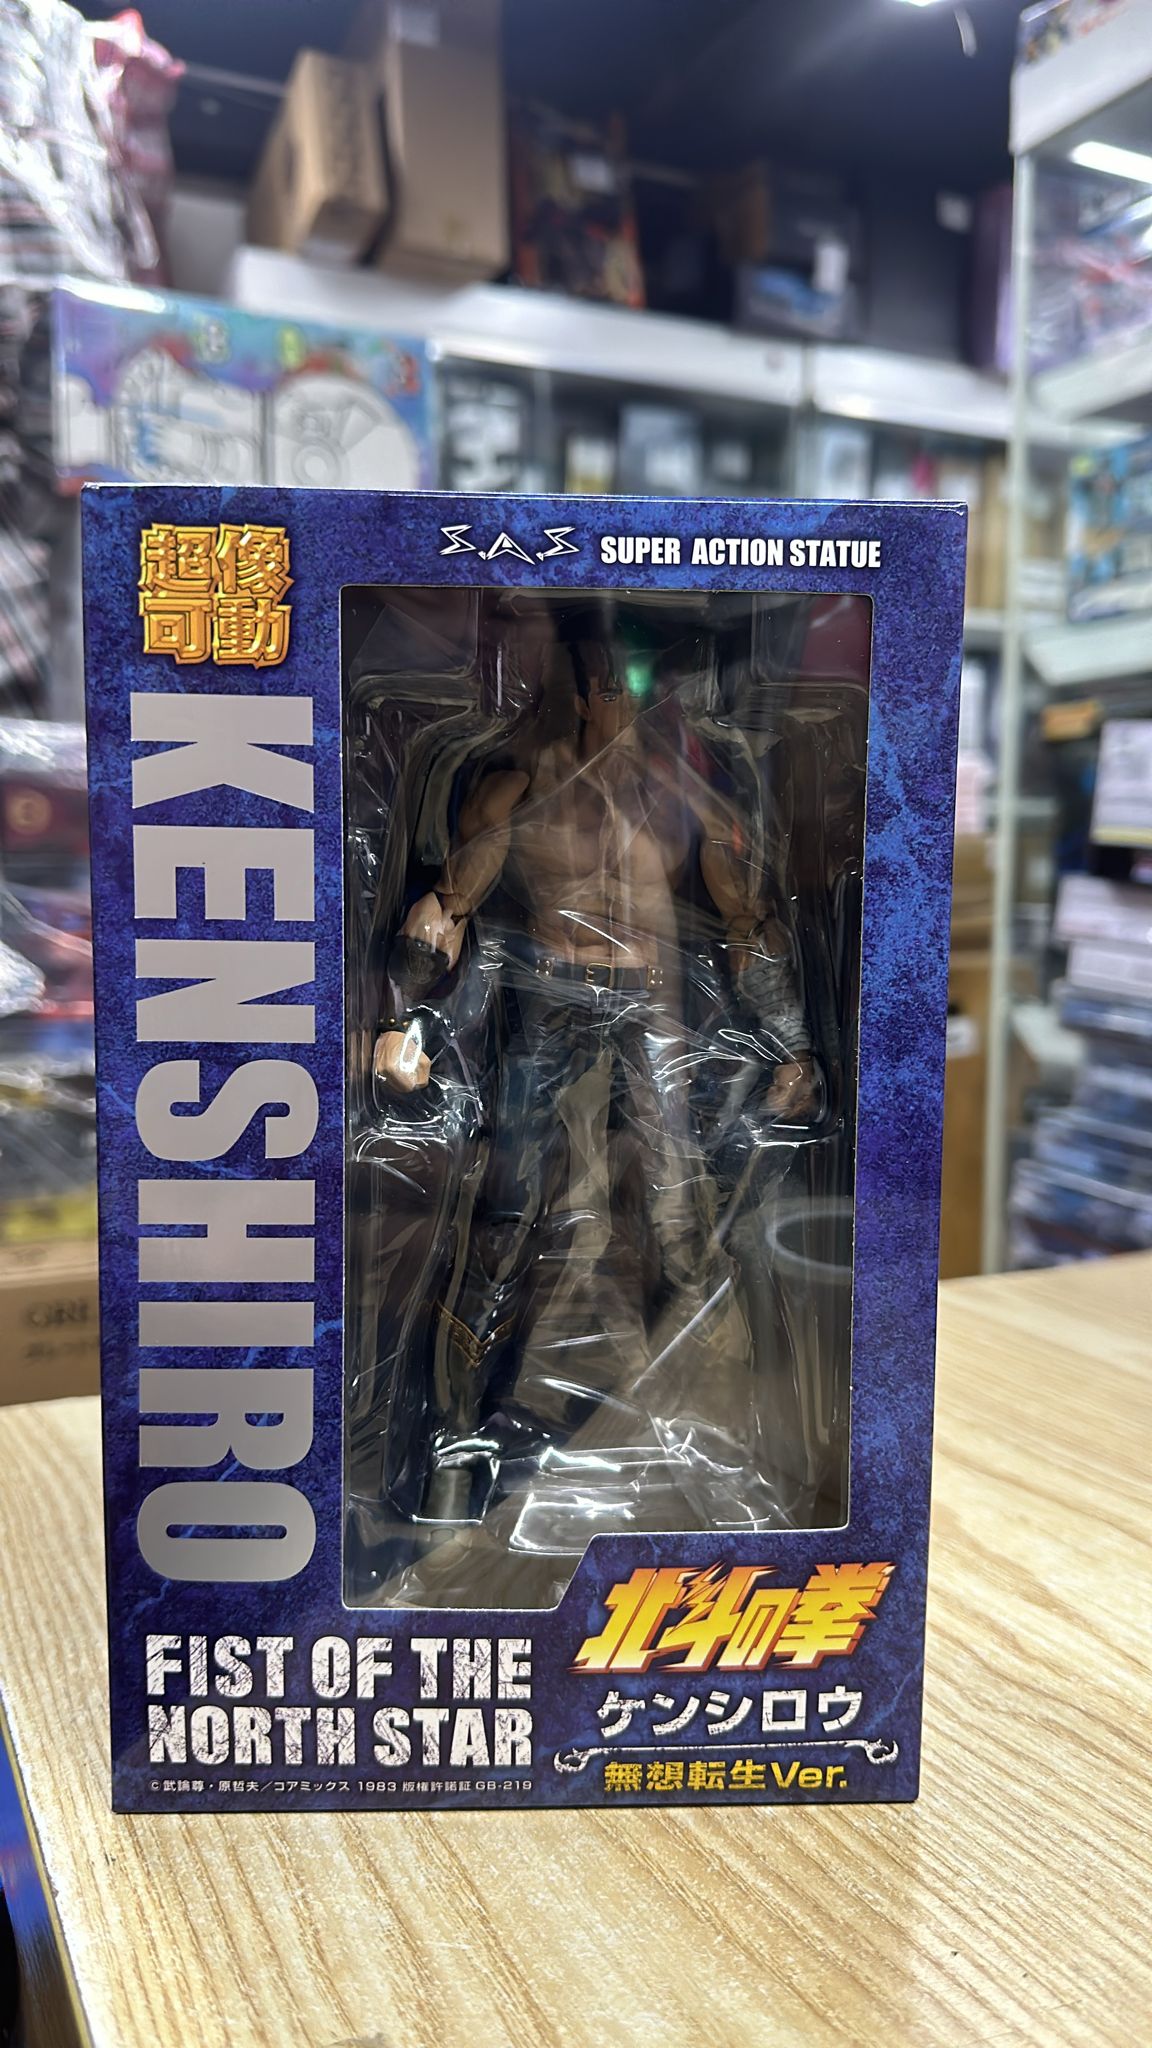 超像可動
S.A.S SUPER ACTION STATUE
KENSHIRO
FIST OF THE
NORTH STAR
©武論尊・原哲夫／コアミックス 1983 版権許諾証 GB-219
北斗の拳
ケンシロウ
無想転生Ver.